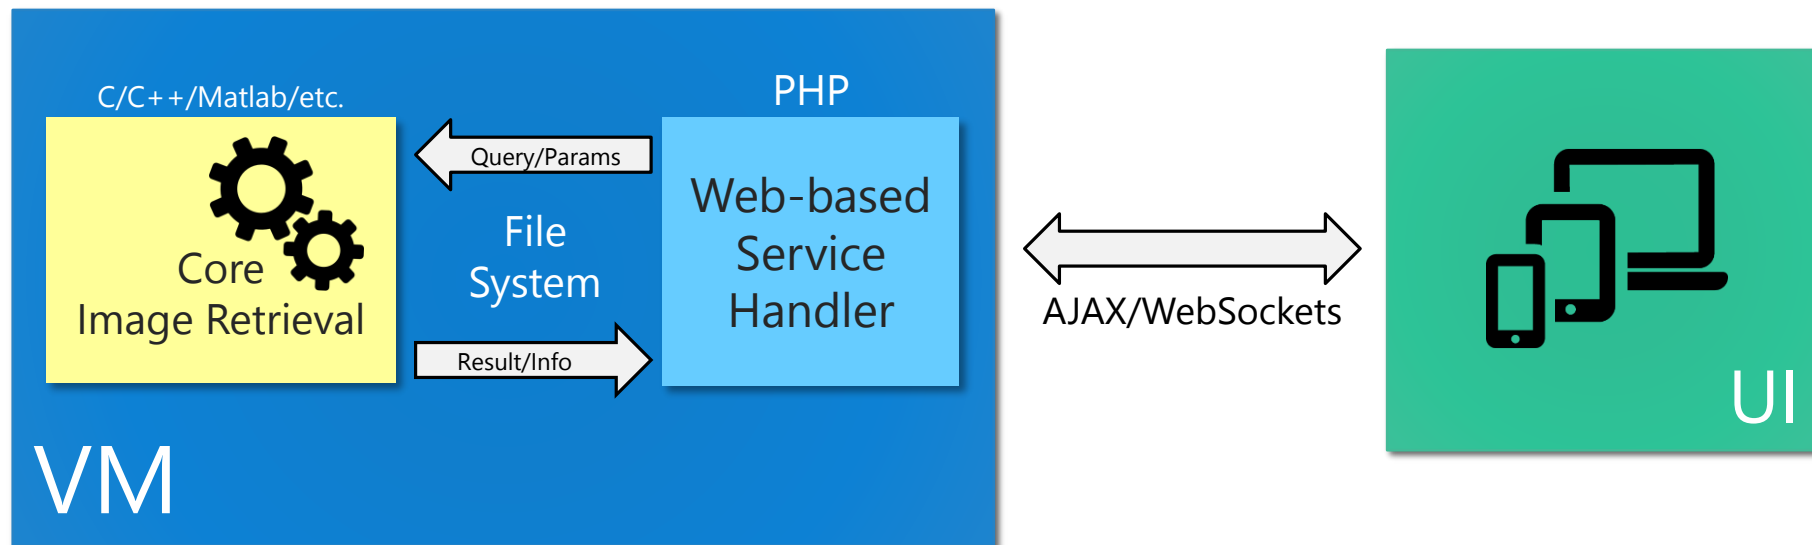 C/C++/Matlab/etc.
PHP
Query/Params
Core
Image Retrieval
File
System
Web-based
Service
Handler
Result/Info
VM
AJAX/WebSockets
UI